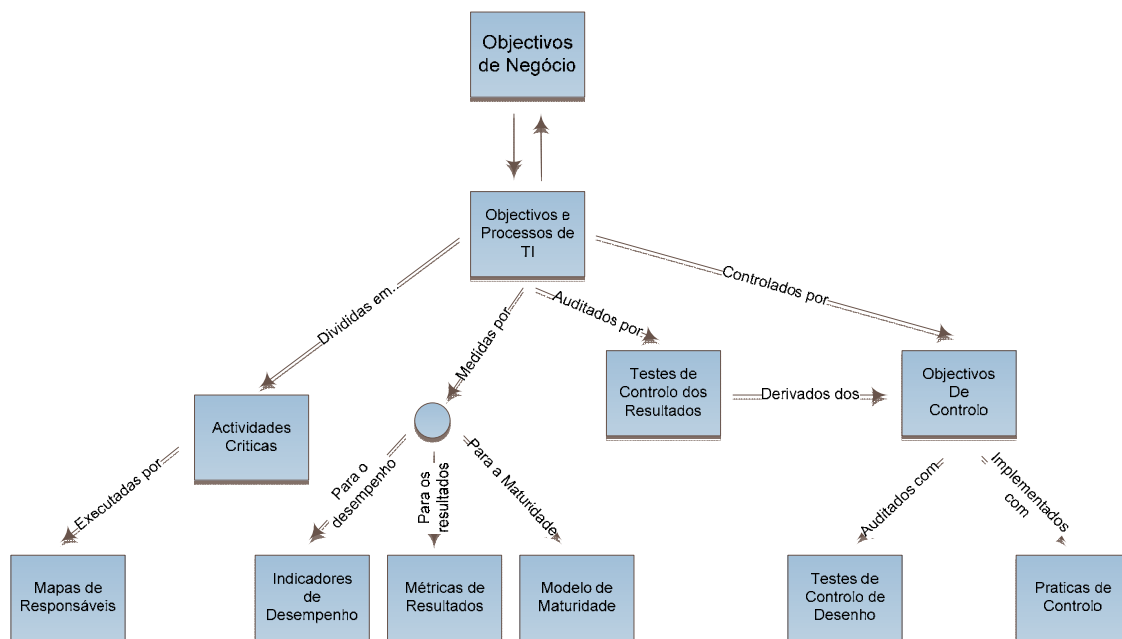 Objectivos
de Negócio
Objectivos e
Processos de
TI
Controlados por
Auditados por
Divididas em
Medidas por
Testes de
Controlo dos
Resultados
Derivados dos
Objectivos
De
Controlo
Actividades
Criticas
Executadas por
Para o
desempenho
Para os
resultados
Para a Maturidade
Auditados com
Implementados
com
Mapas de
Responsáveis
Indicadores
de
Desempenho
Métricas de
Resultados
Modelo de
Maturidade
Testes de
Controlo de
Desenho
Praticas de
Controlo